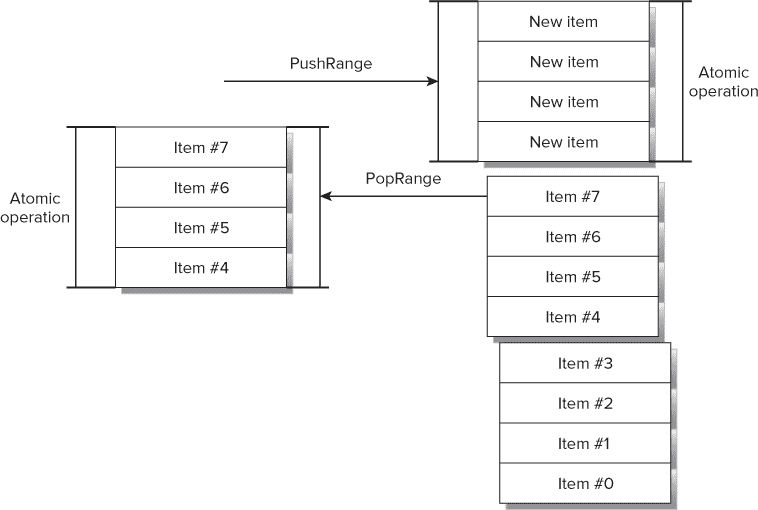 New item
PushRange
New item
Atomic
operation
New item
New item
Item #7
Item #6
Item #5
Item #4
Atomic
operation
PopRange
Item #7
Item #6
Item #5
Item #4
Item #3
Item #2
Item #1
Item #0